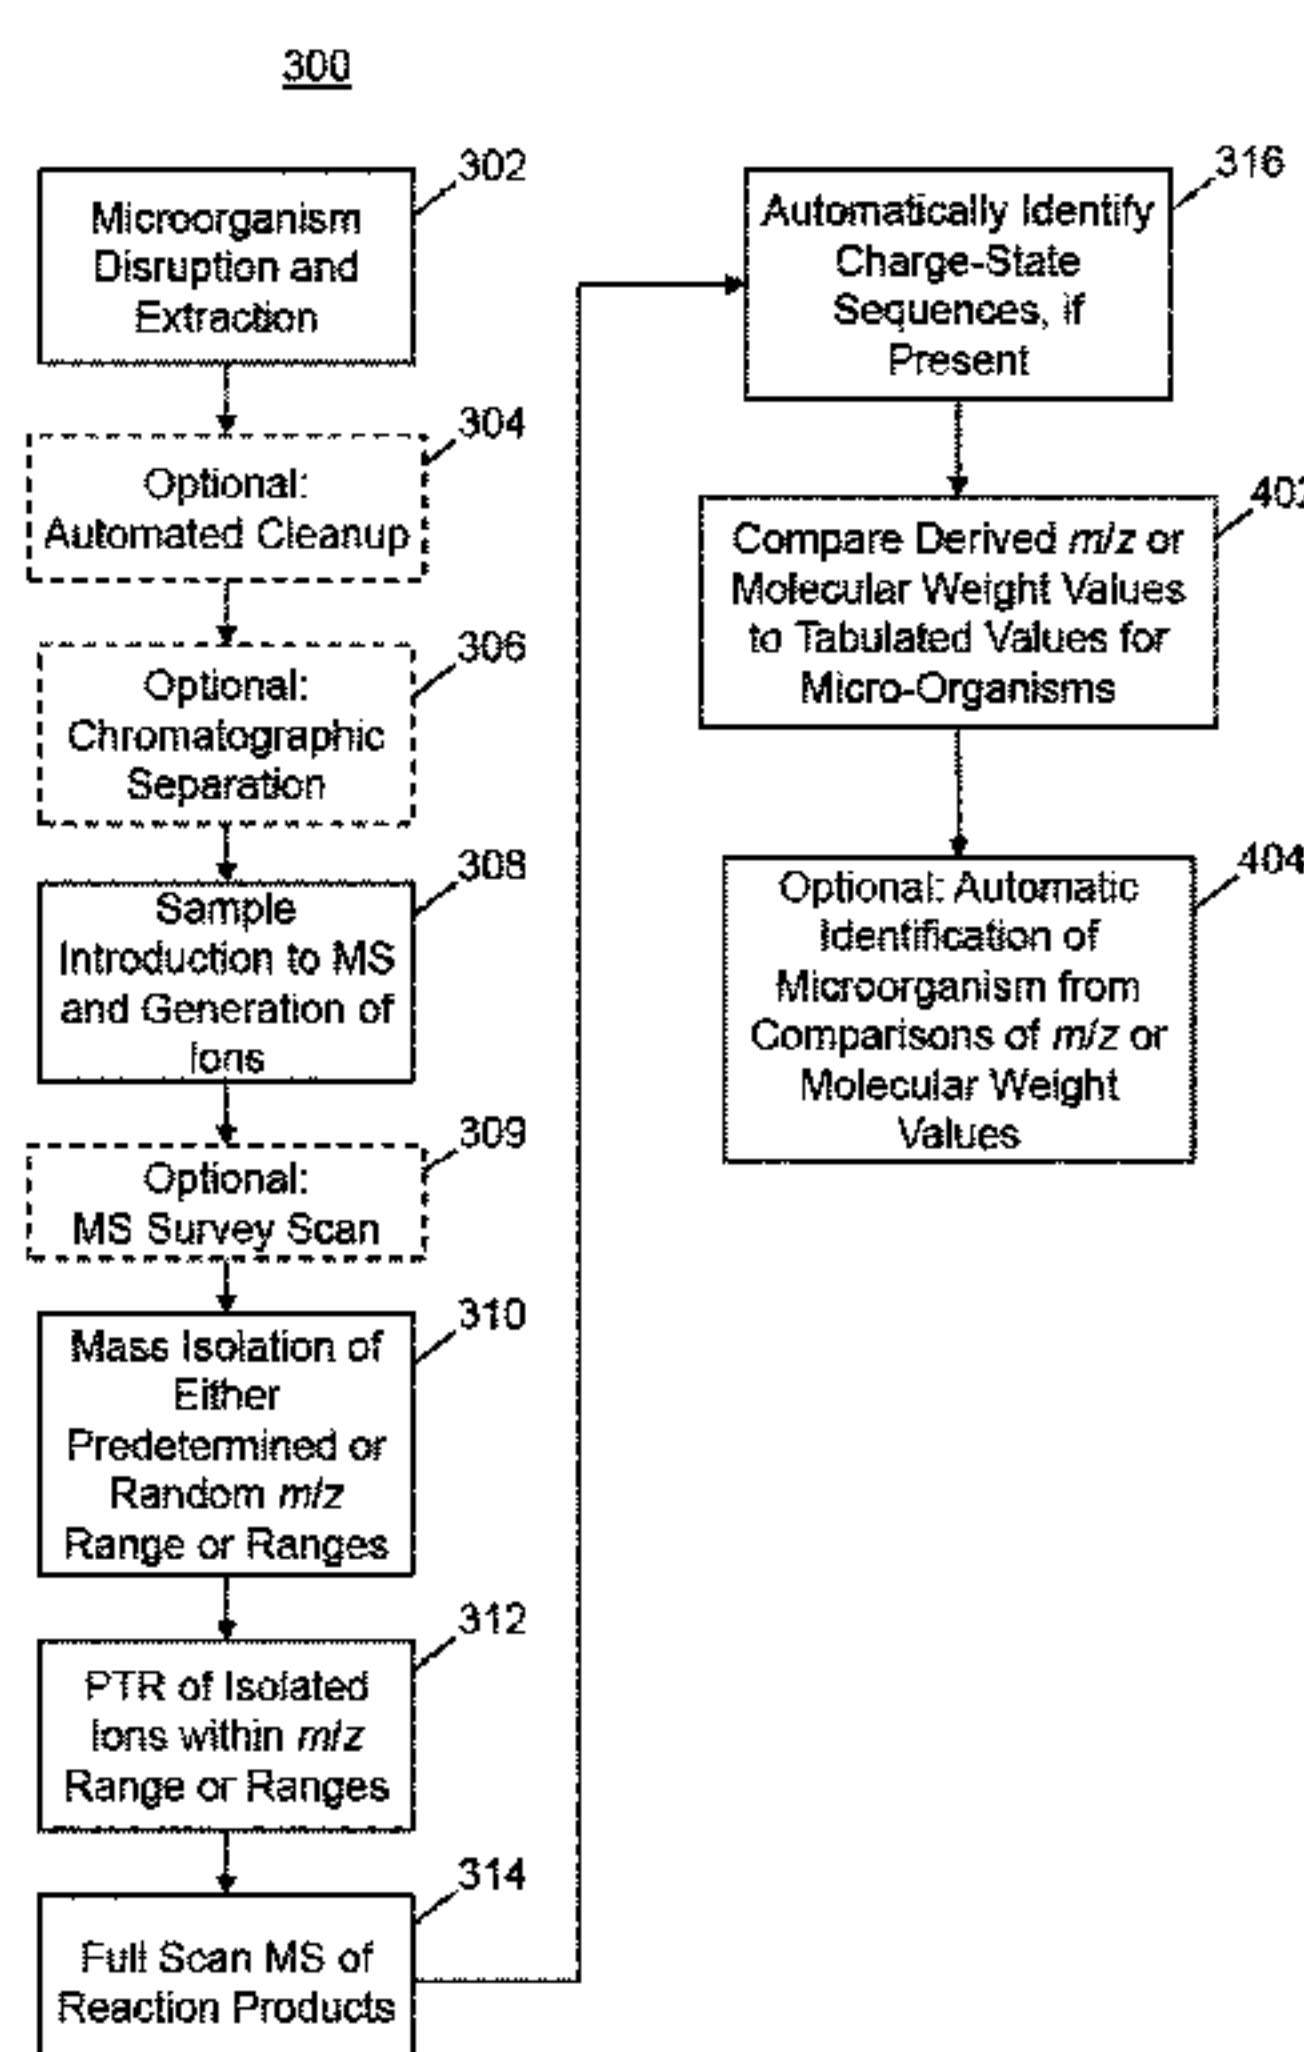 300
302
Microorganism
Disruption and
Extraction
304
Optional:
Automated Cleanup
306
Optional:
Chromatographic
Separation
308
Sample
Introduction to MS
and Generation of
Ions
309
Optional:
MS Survey Scan
310
Mass Isolation of
Either
Predetermined or
Random m/z
Range or Ranges
312
PTR of Isolated
Ions within m/z
Range or Ranges
314
Full Scan MS of
Reaction Products
316
Automatically Identify
Charge-State
Sequences, if
Present
402
Compare Derived m/z or
Molecular Weight Values
to Tabulated Values for
Micro-Organisms
404
Optional: Automatic
Identification of
Microorganism from
Comparisons of m/z or
Molecular Weight
Values